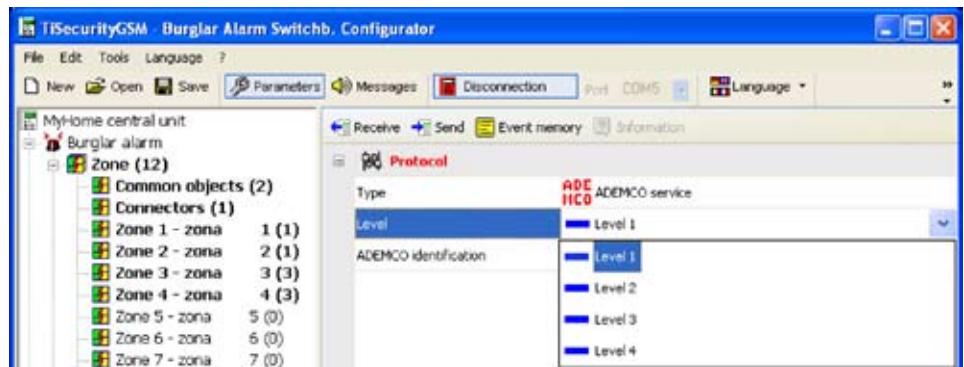 TiSecurityGSM - Burglar Alarm Switchb. Configurator
File Edit Tools Language ?
New Open Save Parameters Messages Disconnection Port COM5 Language
MyHome central unit
Burglar alarm
Zone (12)
Common objects (2)
Connectors (1)
Zone 1 - zona 1 (1)
Zone 2 - zona 2 (1)
Zone 3 - zona 3 (3)
Zone 4 - zona 4 (3)
Zone 5 - zona 5 (0)
Zone 6 - zona 6 (0)
Zone 7 - zona 7 (0)
Receive Send Event memory Information
Protocol
Type ADEMCO ADEMCO service
Level Level 1
ADEMCO identification
Level 1
Level 2
Level 3
Level 4